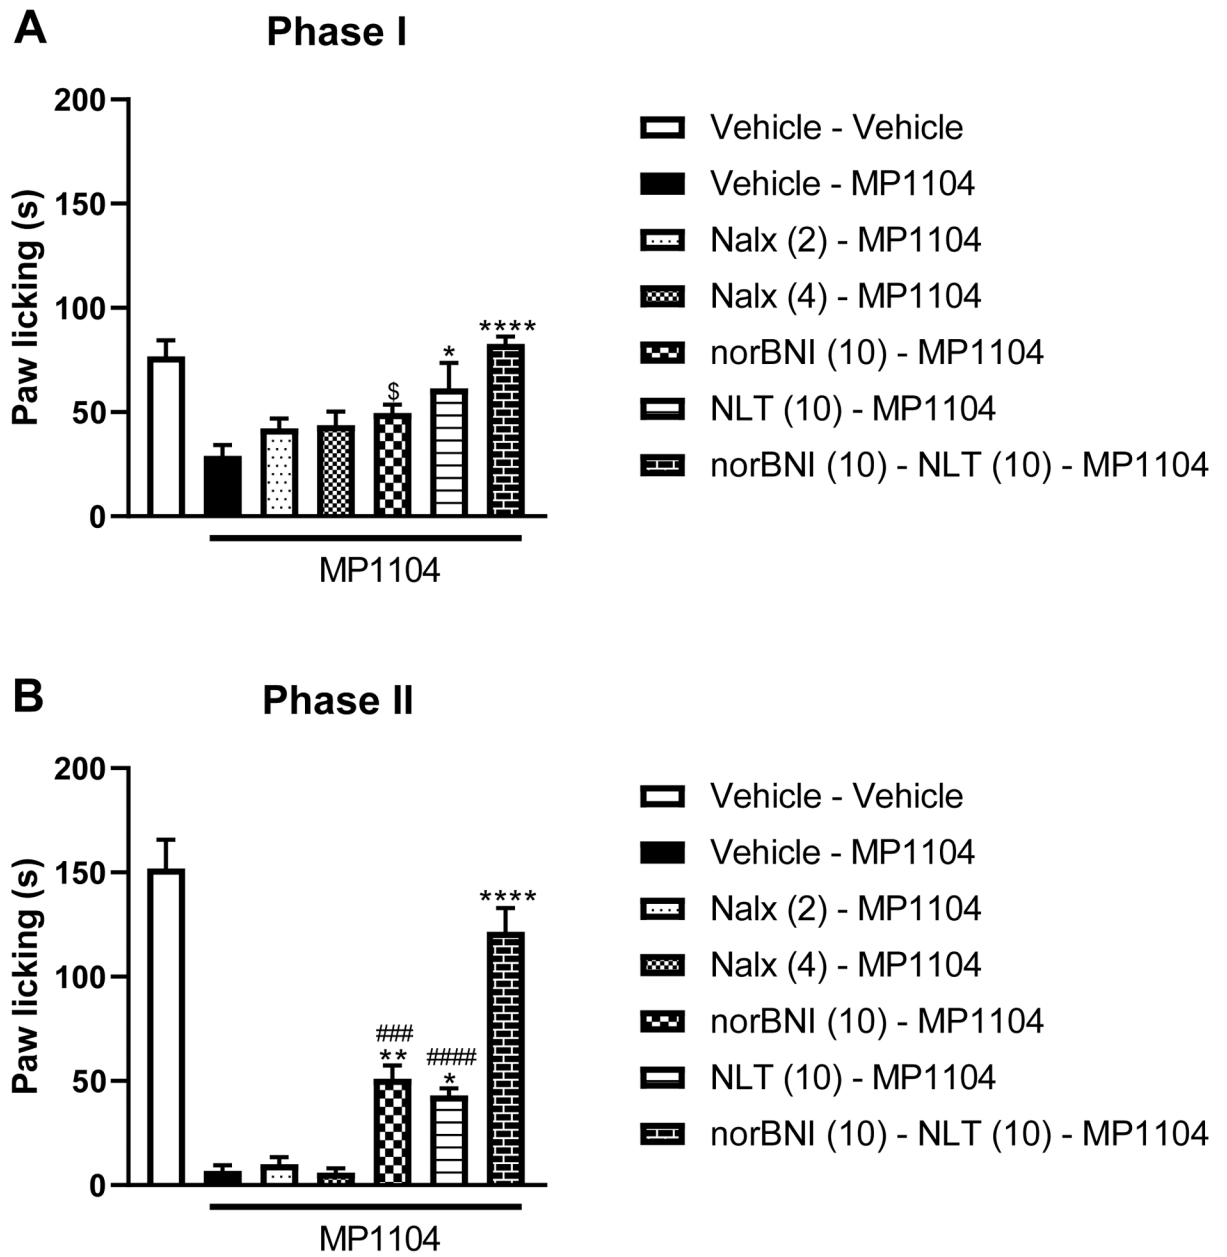 A
Phase I
Paw licking (s)
200
150
100
50
0
$
*
****
MP1104
Vehicle - Vehicle
Vehicle - MP1104
Nalx (2) - MP1104
Nalx (4) - MP1104
norBNI (10) - MP1104
NLT (10) - MP1104
norBNI (10) - NLT (10) - MP1104
B
Phase II
Paw licking (s)
200
150
100
50
0
###
**
####
*
****
MP1104
Vehicle - Vehicle
Vehicle - MP1104
Nalx (2) - MP1104
Nalx (4) - MP1104
norBNI (10) - MP1104
NLT (10) - MP1104
norBNI (10) - NLT (10) - MP1104